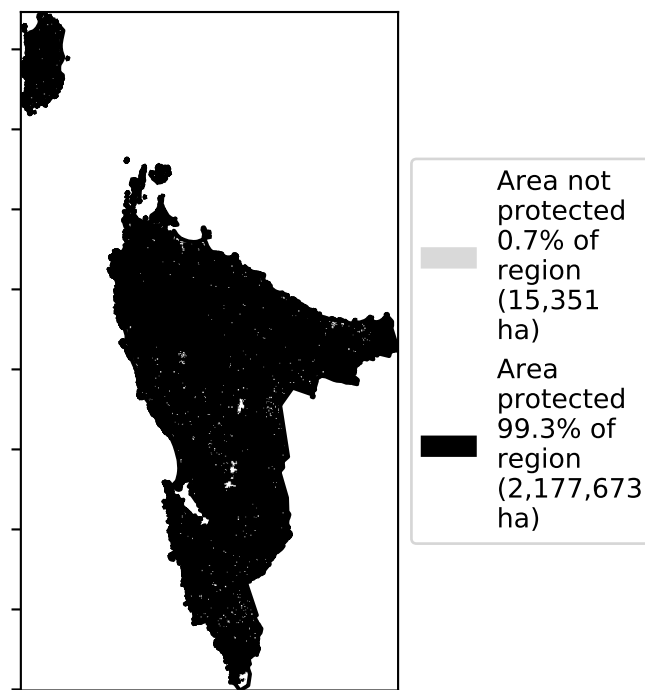 Area not
protected
0.7% of
region
(15,351
ha)
Area
protected
99.3% of
region
(2,177,673
ha)